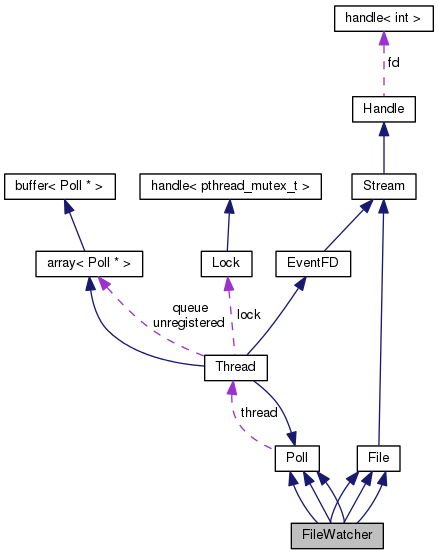 handle< int >
fd
Handle
buffer< Poll * >
handle< pthread_mutex_t >
Stream
array< Poll * >
Lock
EventFD
queue
unregistered
lock
Thread
thread
Poll
File
FileWatcher